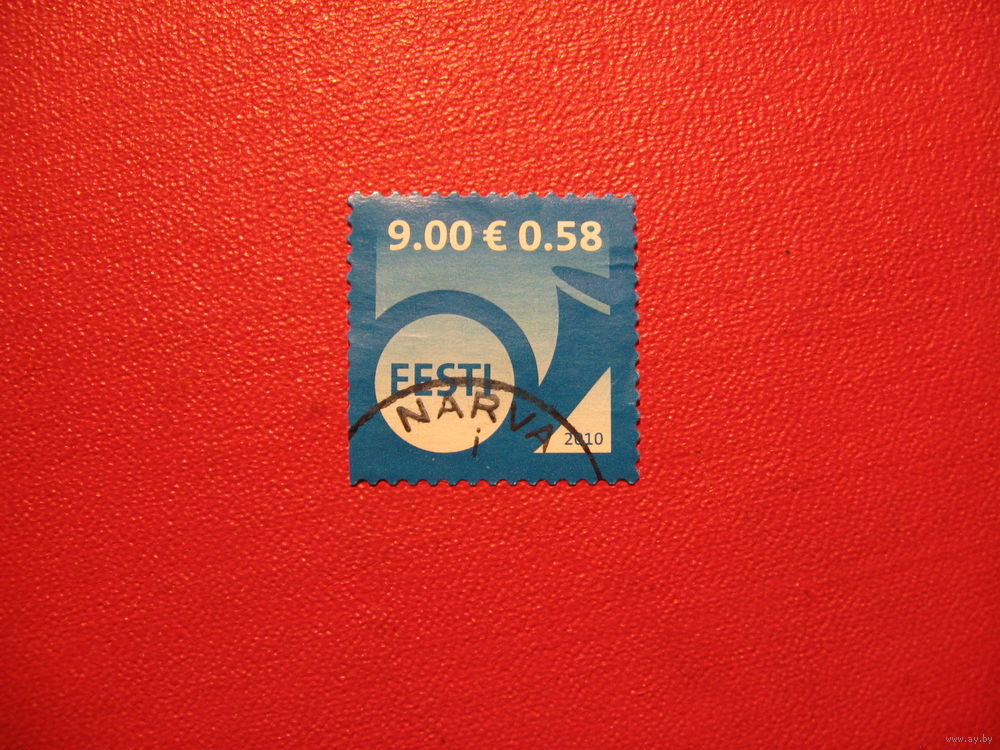 9.00 € 0.58
EESTI
NARVA
i
2010
www.ay.by